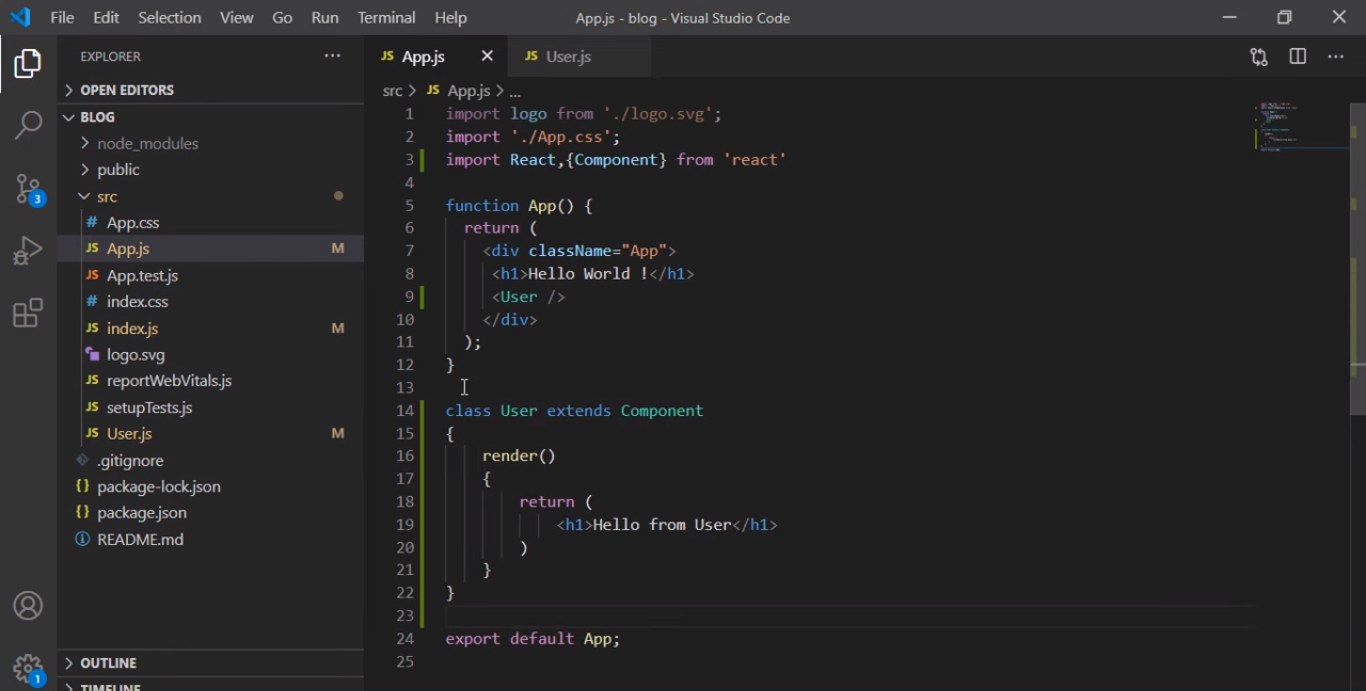 File Edit Selection View Go Run Terminal Help App.js - blog - Visual Studio Code
EXPLORER ...
OPEN EDITORS
BLOG
node_modules
public
src
# App.css
JS App.js M
JS App.test.js
# index.css
JS index.js M
logo.svg
JS reportWebVitals.js
JS setupTests.js
JS User.js M
.gitignore
{} package-lock.json
{} package.json
README.md
OUTLINE
TIMELINE
3
1
JS App.js JS User.js
src > JS App.js > ...
1 import logo from './logo.svg';
2 import './App.css';
3 import React,{Component} from 'react'
4
5 function App() {
6 return (
7 <div className="App">
8 <h1>Hello World !</h1>
9 <User />
10 </div>
11 );
12 }
13
14 class User extends Component
15 {
16 render()
17 {
18 return (
19 <h1>Hello from User</h1>
20 )
21 }
22 }
23
24 export default App;
25